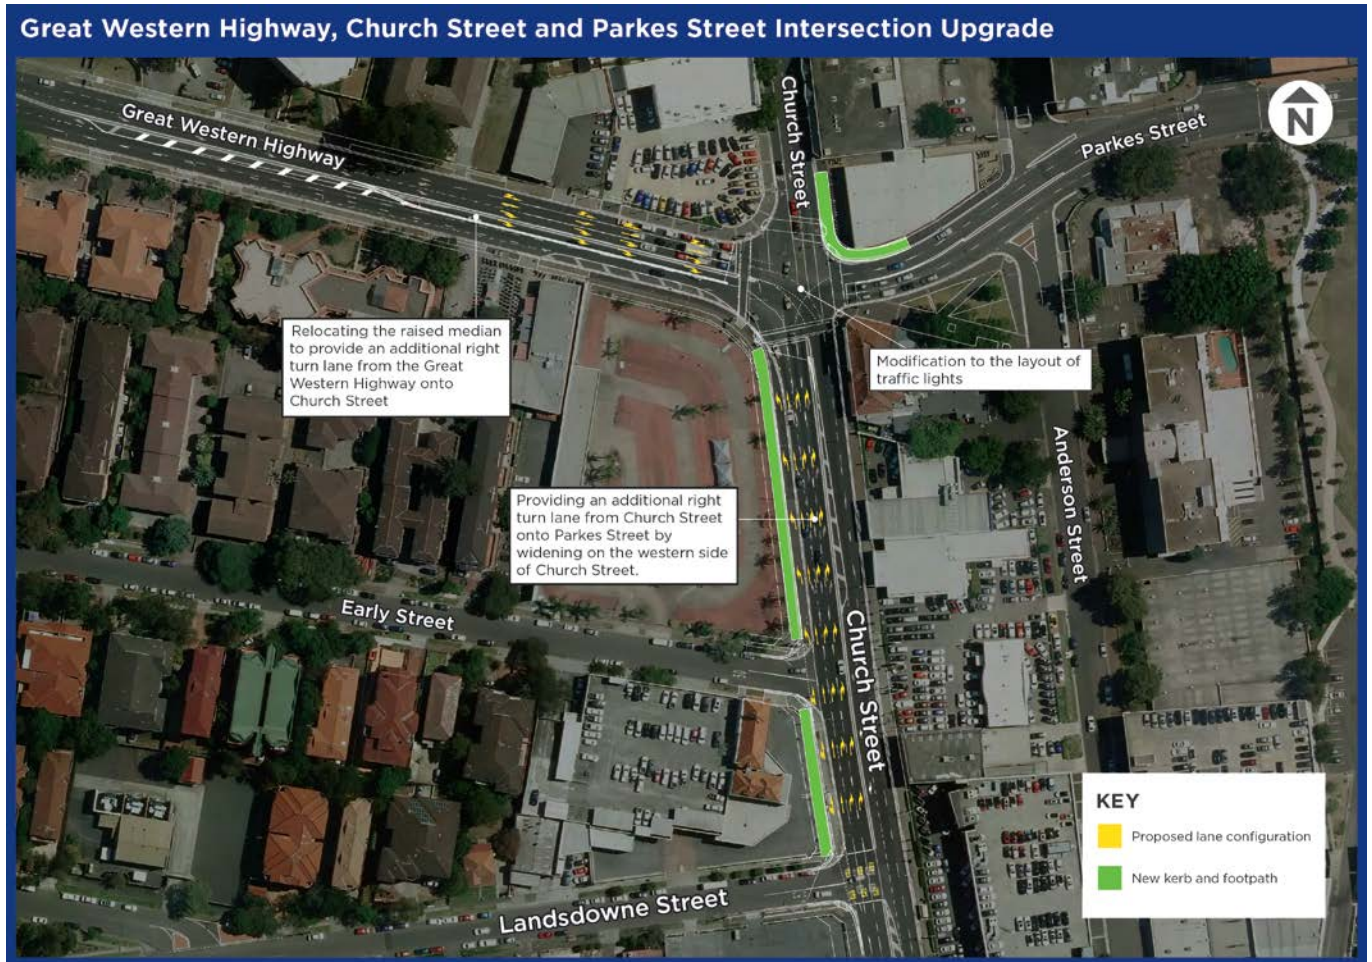 Great Western Highway, Church Street and Parkes Street Intersection Upgrade
Great Western Highway
Church Street
Parkes Street
N
Relocating the raised median
to provide an additional right
turn lane from the Great
Western Highway onto
Church Street
Modification to the layout of
traffic lights
Providing an additional right
turn lane from Church Street
onto Parkes Street by
widening on the western side
of Church Street.
Anderson Street
Early Street
Church Street
Landsdowne Street
KEY
Proposed lane configuration
New kerb and footpath